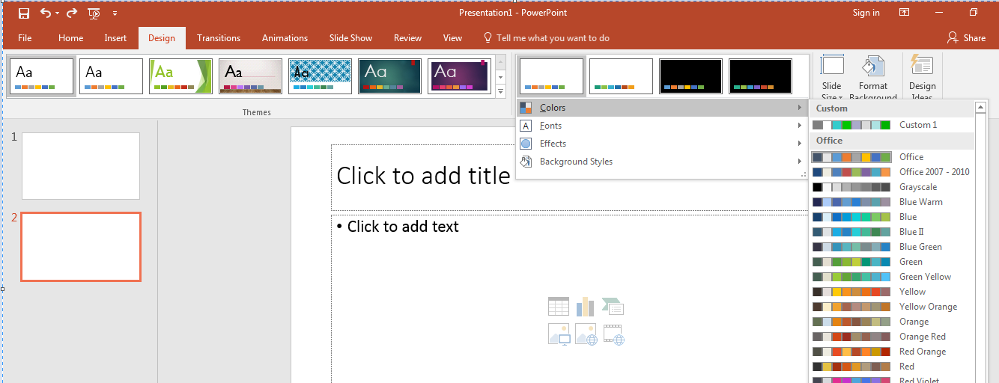 Presentation1 - PowerPoint
Sign in
File Home Insert Design Transitions Animations Slide Show Review View Tell me what you want to do Share
Aa Aa Aa Aa Aa Aa Aa
Slide Size
Format Background
Design Ideas
Themes
Colors
Fonts
Effects
Background Styles
Custom
Custom 1
Office
Office
Office 2007 - 2010
Grayscale
Blue Warm
Blue
Blue II
Blue Green
Green
Green Yellow
Yellow
Yellow Orange
Orange
Orange Red
Red Orange
Red
Red Violet
1
2
Click to add title
• Click to add text